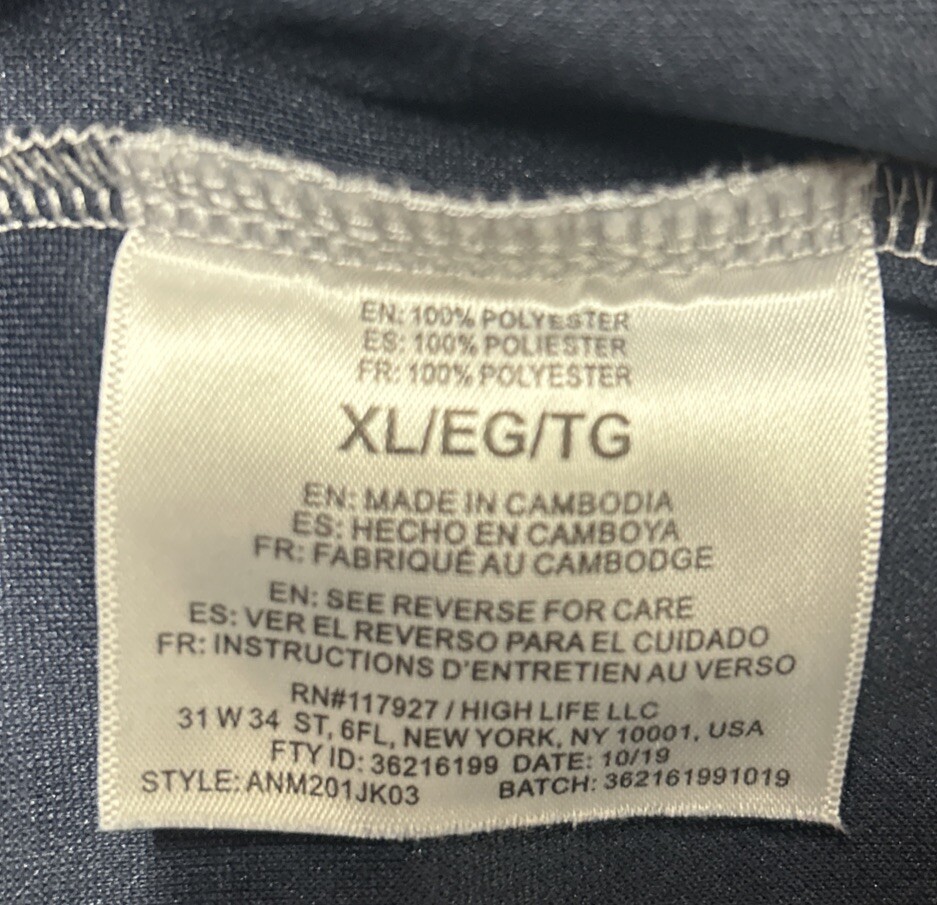 EN: 100% POLYESTER
ES: 100% POLIESTER
FR: 100% POLYESTER
XL/EG/TG
EN: MADE IN CAMBODIA
ES: HECHO EN CAMBOYA
FR: FABRIQUÉ AU CAMBODGE
EN: SEE REVERSE FOR CARE
ES: VER EL REVERSO PARA EL CUIDADO
FR: INSTRUCTIONS D'ENTRETIEN AU VERSO
RN#117927 / HIGH LIFE LLC
31 W 34 ST, 6FL, NEW YORK, NY 10001, USA
FTY ID: 36216199 DATE: 10/19
STYLE: ANM201JK03 BATCH: 362161991019